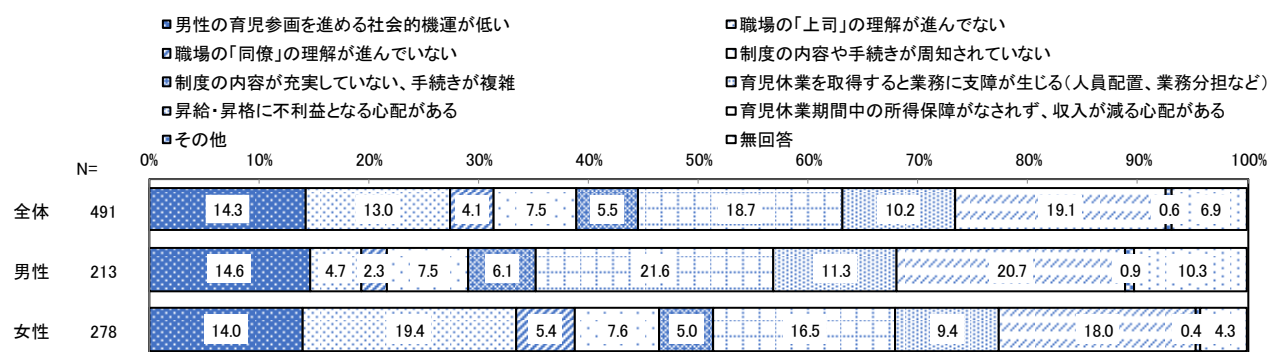 男性の育児参画を進める社会的機運が低い 職場の「上司」の理解が進んでない
職場の「同僚」の理解が進んでいない 制度の内容や手続きが周知されていない
制度の内容が充実していない、手続きが複雑 育児休業を取得すると業務に支障が生じる(人員配置、業務分担など)
昇給・昇格に不利益となる心配がある 育児休業期間中の所得保障がなされず、収入が減る心配がある
その他 無回答
N= 0% 10% 20% 30% 40% 50% 60% 70% 80% 90% 100%
全体 491 14.3 13.0 4.1 7.5 5.5 18.7 10.2 19.1 0.6 6.9
男性 213 14.6 4.7 2.3 7.5 6.1 21.6 11.3 20.7 0.9 10.3
女性 278 14.0 19.4 5.4 7.6 5.0 16.5 9.4 18.0 0.4 4.3